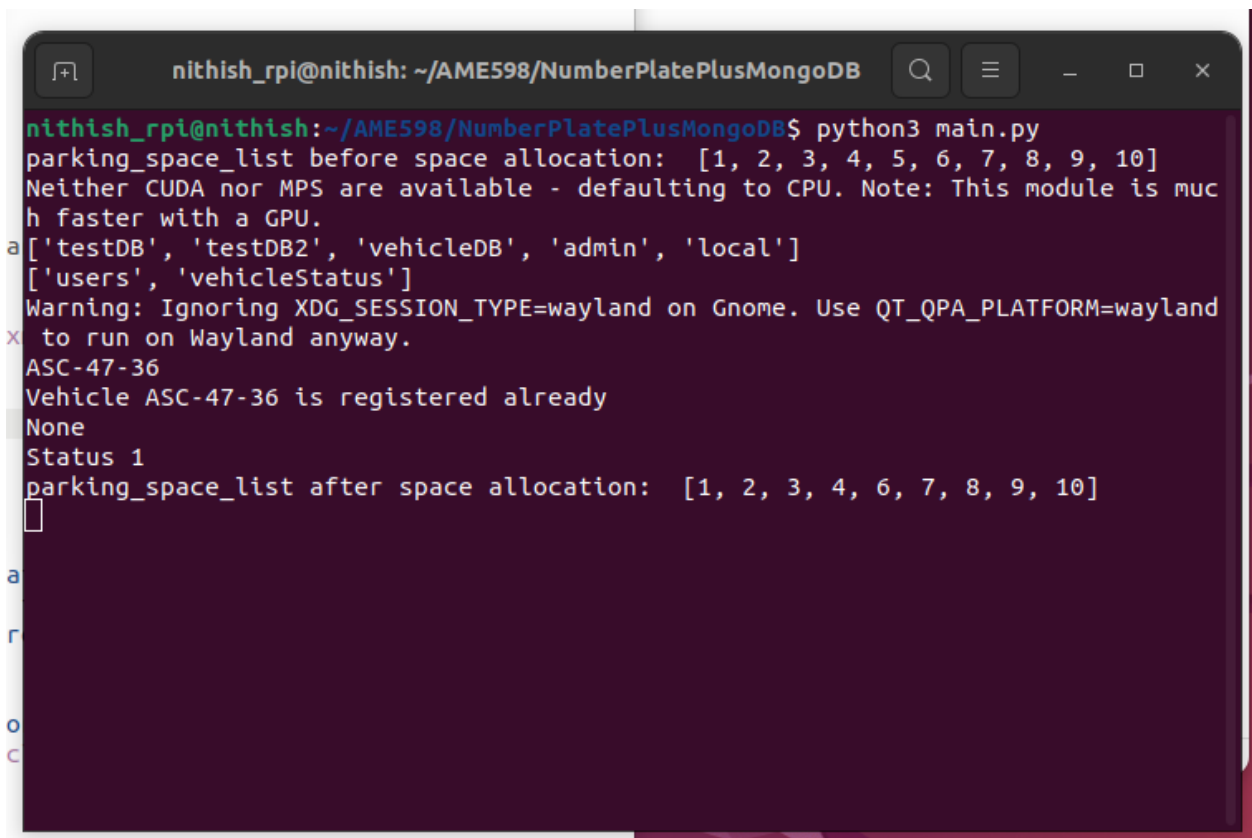 nithish_rpi@nithish: ~/AME598/NumberPlatePlusMongoDB
nithish_rpi@nithish:~/AME598/NumberPlatePlusMongoDB$ python3 main.py
parking_space_list before space allocation:  [1, 2, 3, 4, 5, 6, 7, 8, 9, 10]
Neither CUDA nor MPS are available - defaulting to CPU. Note: This module is muc
h faster with a GPU.
['testDB', 'testDB2', 'vehicleDB', 'admin', 'local']
['users', 'vehicleStatus']
Warning: Ignoring XDG_SESSION_TYPE=wayland on Gnome. Use QT_QPA_PLATFORM=wayland
 to run on Wayland anyway.
ASC-47-36
Vehicle ASC-47-36 is registered already
None
Status 1
parking_space_list after space allocation:  [1, 2, 3, 4, 6, 7, 8, 9, 10]